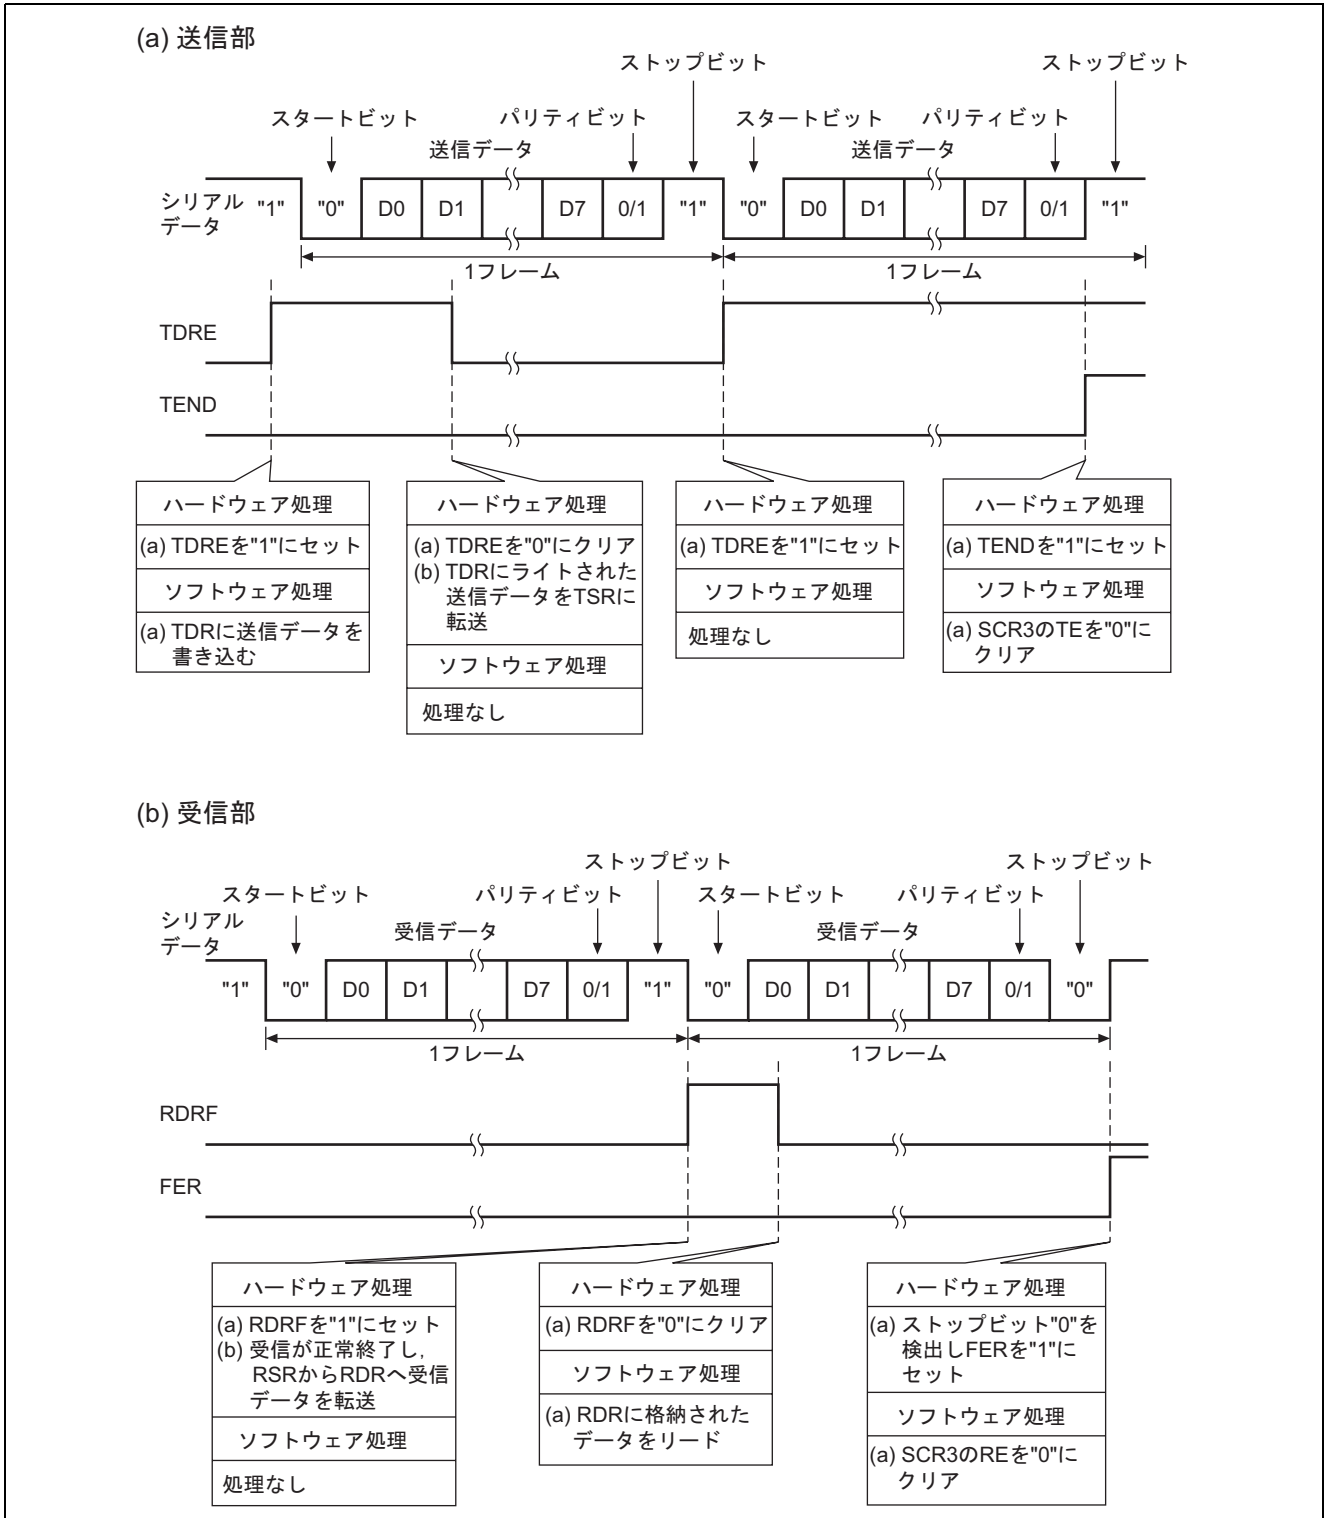 (a) 送信部
ストップビット ストップビット
スタートビット パリティビット スタートビット パリティビット
送信データ 送信データ
シリアル
データ
"1" "0" D0 D1 D7 0/1 "1" "0" D0 D1 D7 0/1 "1"
1フレーム 1フレーム
TDRE
TEND
ハードウェア処理
(a) TDREを"1"にセット
ソフトウェア処理
(a) TDRに送信データを
書き込む
ハードウェア処理
(a) TDREを"0"にクリア
(b) TDRにライトされた
送信データをTSRに
転送
ソフトウェア処理
処理なし
ハードウェア処理
(a) TDREを"1"にセット
ソフトウェア処理
処理なし
ハードウェア処理
(a) TENDを"1"にセット
ソフトウェア処理
(a) SCR3のTEを"0"に
クリア
(b) 受信部
ストップビット ストップビット
スタートビット パリティビット スタートビット パリティビット
シリアル
データ
受信データ 受信データ
"1" "0" D0 D1 D7 0/1 "1" "0" D0 D1 D7 0/1 "0"
1フレーム 1フレーム
RDRF
FER
ハードウェア処理
(a) RDRFを"1"にセット
(b) 受信が正常終了し,
RSRからRDRへ受信
データを転送
ソフトウェア処理
処理なし
ハードウェア処理
(a) RDRFを"0"にクリア
ソフトウェア処理
(a) RDRに格納された
データをリード
ハードウェア処理
(a) ストップビット"0"を
検出しFERを"1"に
セット
ソフトウェア処理
(a) SCR3のREを"0"に
クリア